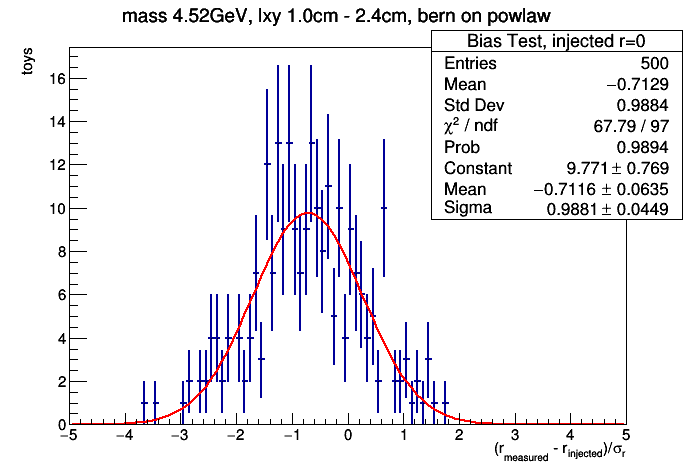 mass 4.52GeV, lxy 1.0cm - 2.4cm, bern on powlaw
toys
Bias Test, injected r=0
Entries 500
Mean −0.7129
Std Dev 0.9884
χ² / ndf 67.79 / 97
Prob 0.9894
Constant 9.771 ± 0.769
Mean −0.7116 ± 0.0635
Sigma 0.9881 ± 0.0449
16
14
12
10
8
6
4
2
0
−5 −4 −3 −2 −1 0 1 2 3 4 5
(r_measured - r_injected)/σ_r